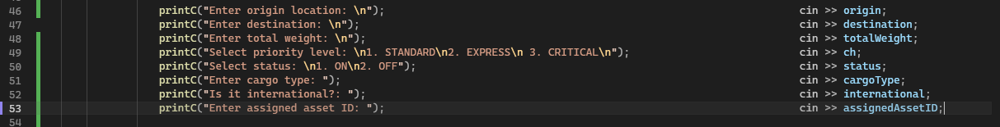 46 printC("Enter origin location: \n"); cin >> origin;
47 printC("Enter destination: \n"); cin >> destination;
48 printC("Enter total weight: \n"); cin >> totalWeight;
49 printC("Select priority level: \n1. STANDARD\n2. EXPRESS\n 3. CRITICAL\n"); cin >> ch;
50 printC("Select status: \n1. ON\n2. OFF"); cin >> status;
51 printC("Enter cargo type: "); cin >> cargoType;
52 printC("Is it international?: "); cin >> international;
53 printC("Enter assigned asset ID: "); cin >> assignedAssetID;
54